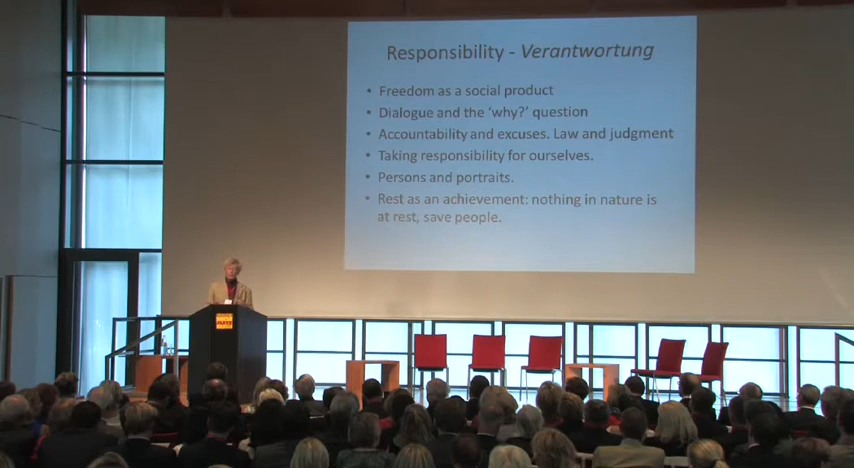 Responsibility - Verantwortung
• Freedom as a social product
• Dialogue and the ‘why?’ question
• Accountability and excuses. Law and judgment
• Taking responsibility for ourselves.
• Persons and portraits.
• Rest as an achievement: nothing in nature is
at rest, save people.